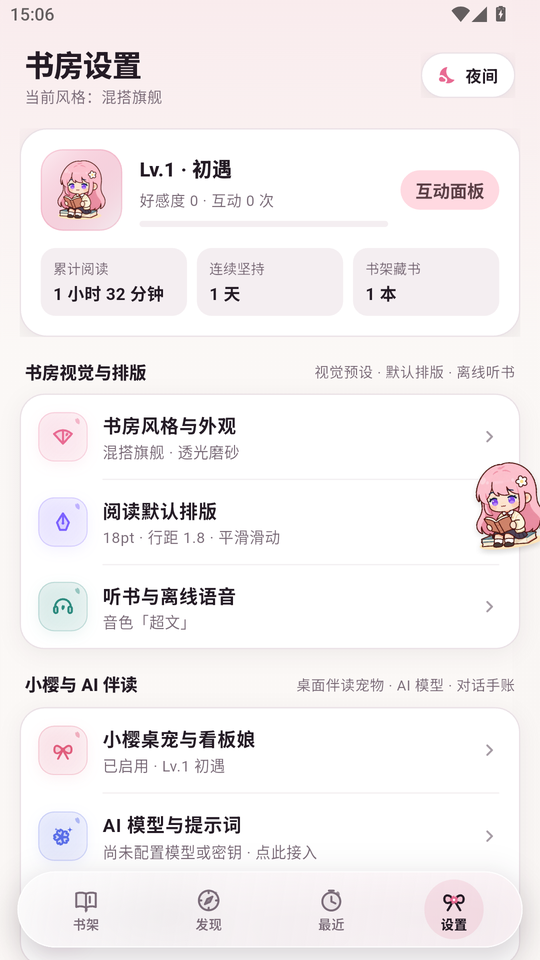 15:06
书房设置
当前风格：混搭旗舰
夜间
Lv.1 · 初遇
好感度 0 · 互动 0 次
互动面板
累计阅读
1 小时 32 分钟
连续坚持
1 天
书架藏书
1 本
书房视觉与排版
视觉预设 · 默认排版 · 离线听书
书房风格与外观
混搭旗舰 · 透光磨砂
阅读默认排版
18pt · 行距 1.8 · 平滑滑动
听书与离线语音
音色「超文」
小樱与 AI 伴读
桌面伴读宠物 · AI 模型 · 对话手账
小樱桌宠与看板娘
已启用 · Lv.1 初遇
AI 模型与提示词
尚未配置模型或密钥 · 点此接入
书架
发现
最近
设置